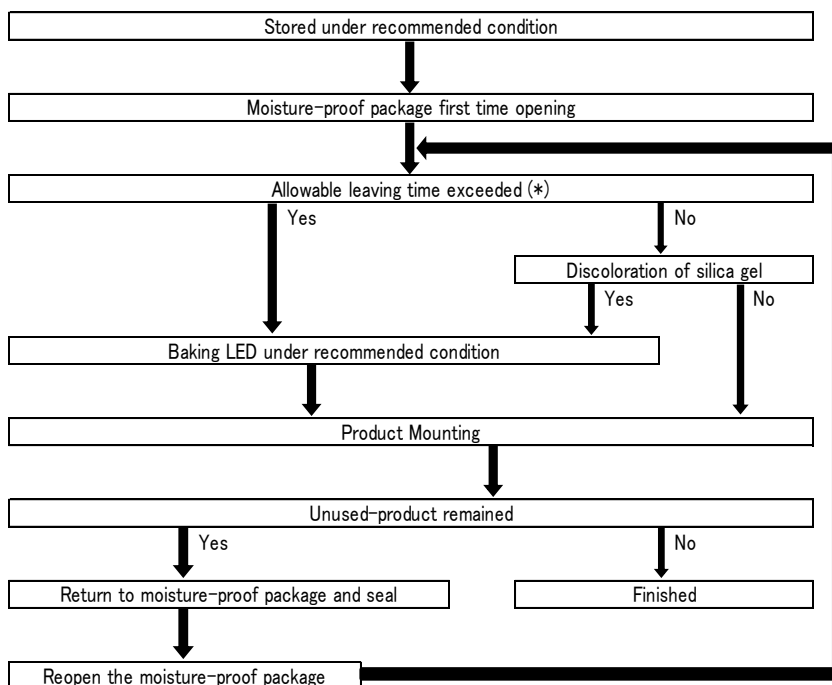 Stored under recommended condition
Moisture-proof package first time opening
Allowable leaving time exceeded (*)
Yes
No
Discoloration of silica gel
Yes
No
Baking LED under recommended condition
Product Mounting
Unused-product remained
Yes
No
Return to moisture-proof package and seal
Finished
Reopen the moisture-proof package